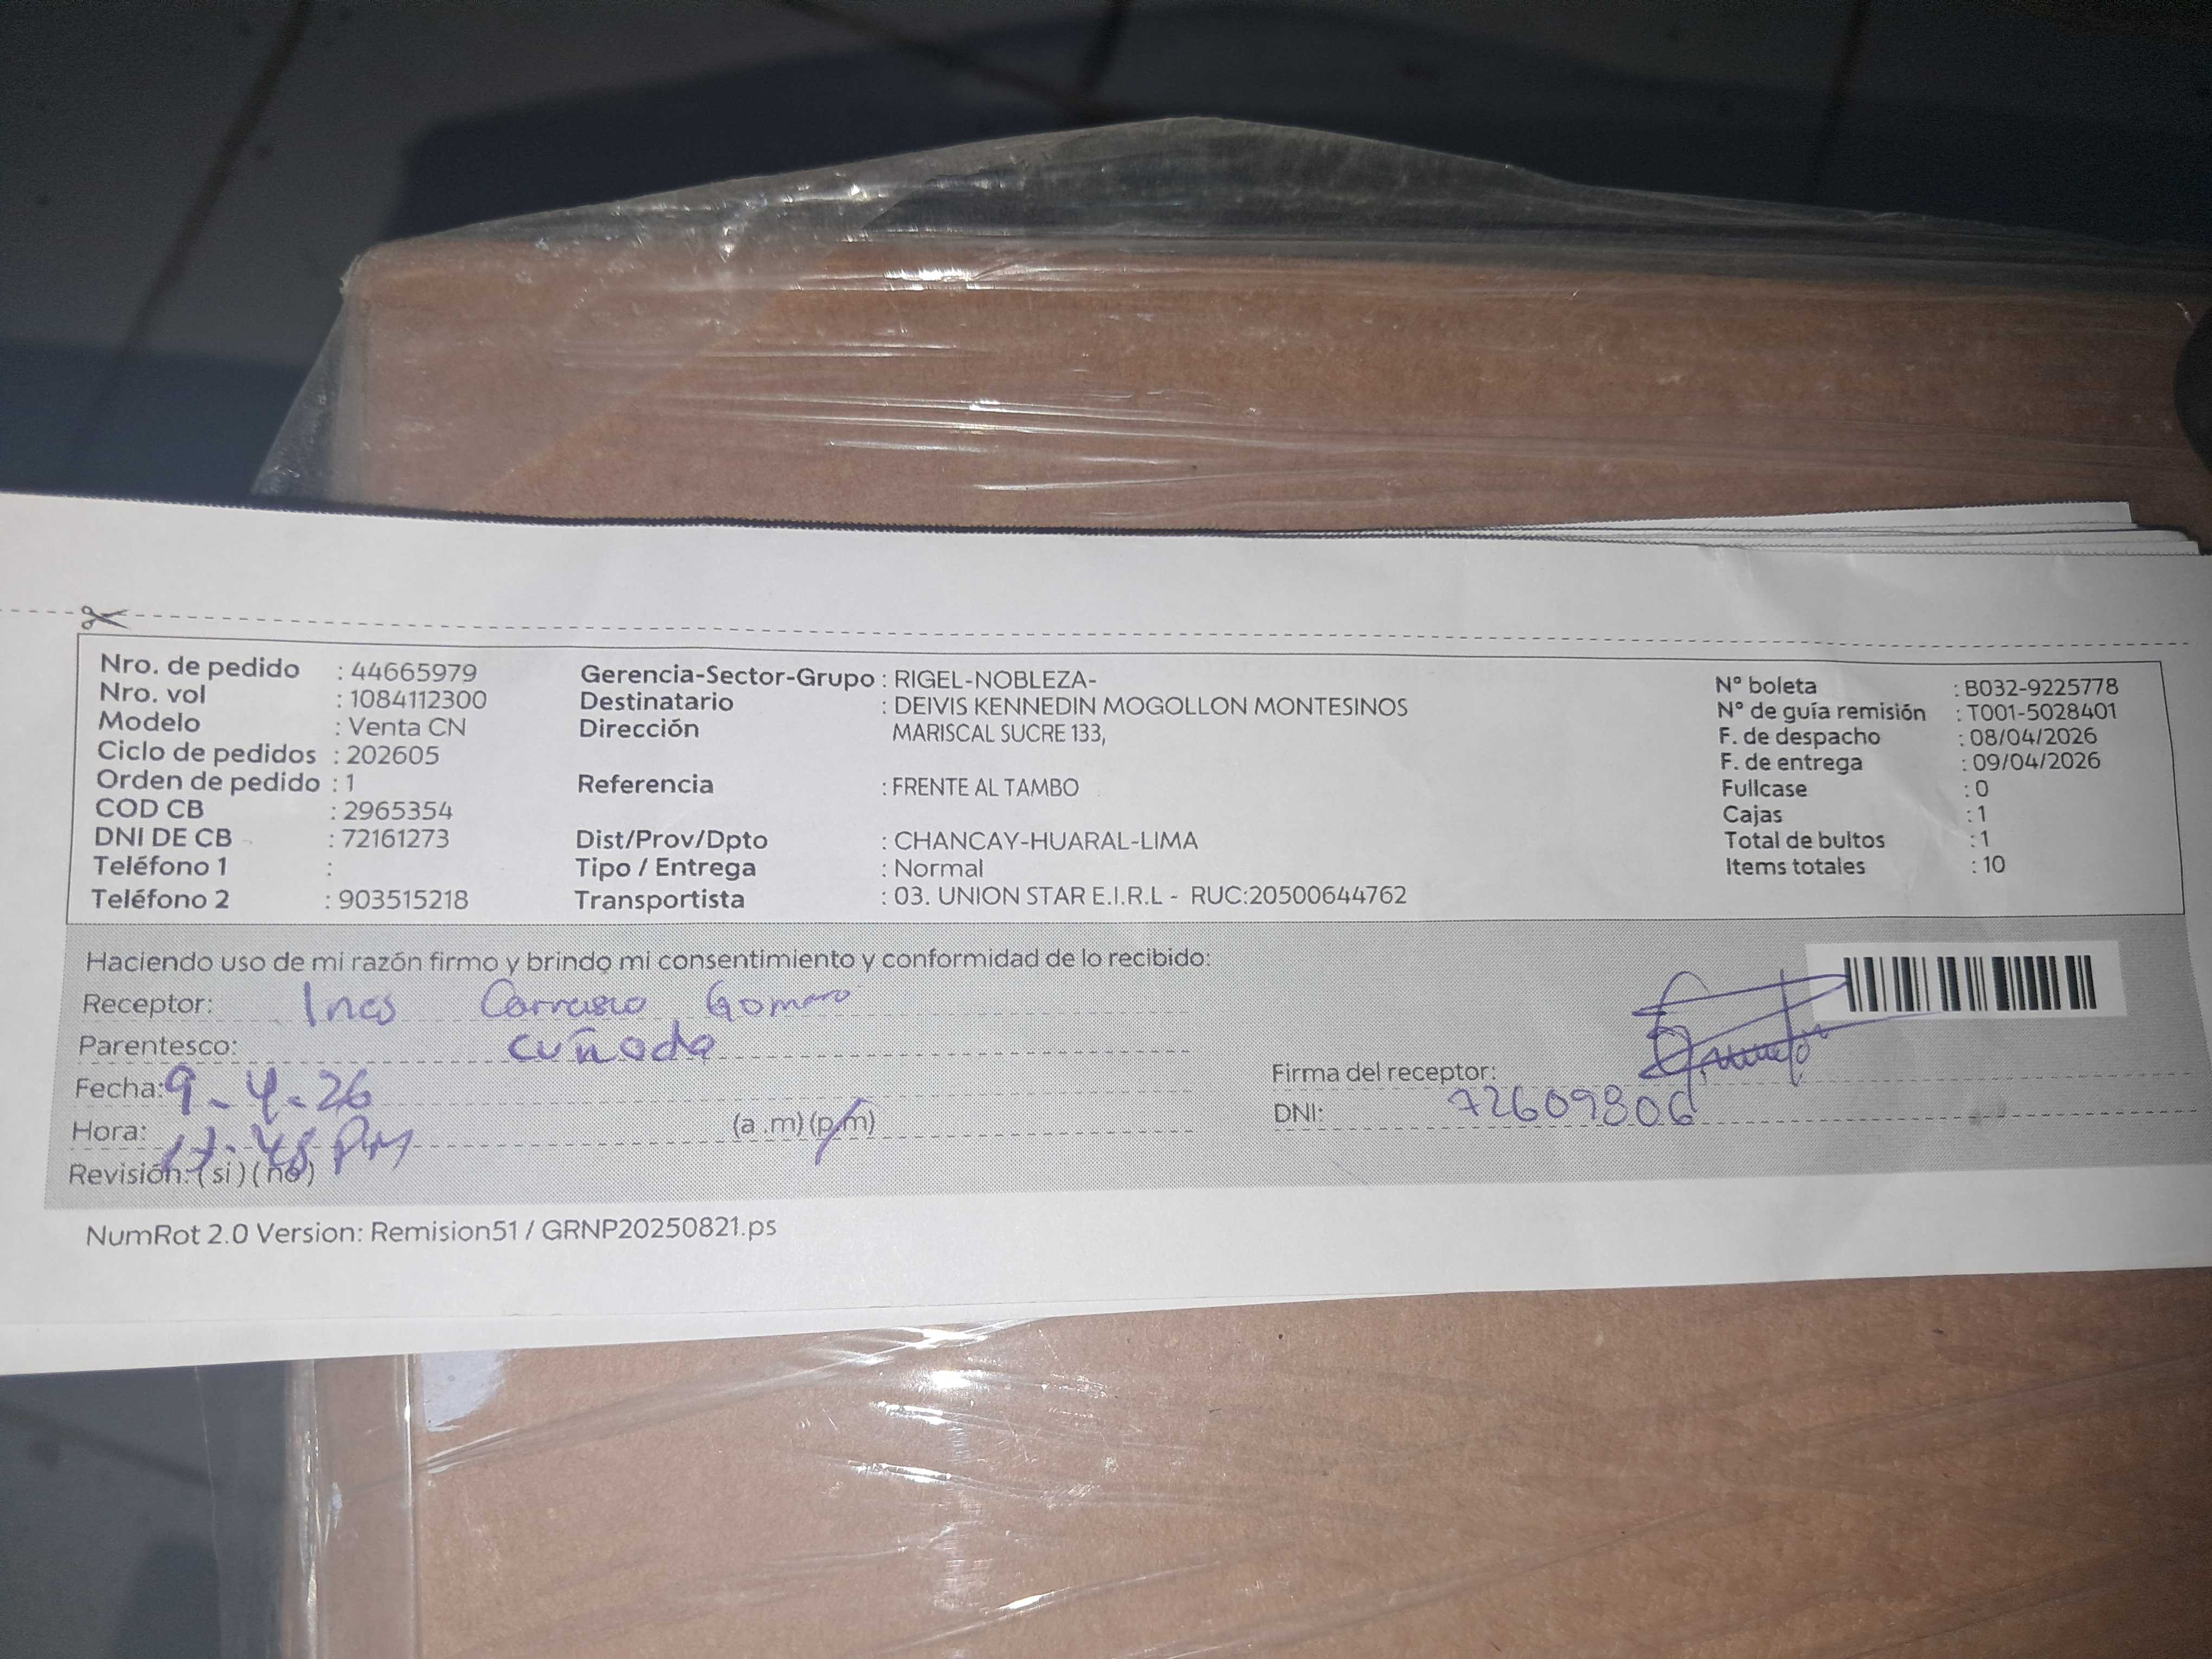 Nro. de pedido : 44665979
Nro. vol : 1084112300
Modelo : Venta CN
Ciclo de pedidos : 202605
Orden de pedido : 1
COD CB : 2965354
DNI DE CB : 72161273
Teléfono 1 :
Teléfono 2 : 903515218
Gerencia-Sector-Grupo : RIGEL-NOBLEZA-
Destinatario : DEIVIS KENNEDIN MOGOLLON MONTESINOS
Dirección MARISCAL SUCRE 133,
Referencia : FRENTE AL TAMBO
Dist/Prov/Dpto : CHANCAY-HUARAL-LIMA
Tipo / Entrega : Normal
Transportista : 03. UNION STAR E.I.R.L - RUC:20500644762
N° boleta : B032-9225778
N° de guía remisión : T001-5028401
F. de despacho : 08/04/2026
F. de entrega : 09/04/2026
Fullcase : 0
Cajas : 1
Total de bultos : 1
Items totales : 10
Haciendo uso de mi razón firmo y brindo mi consentimiento y conformidad de lo recibido:
Receptor: Ines Carrasco
Parentesco: cuñada
Fecha: 9-4-26
Hora: PM (a .m) (p.m)
Revisión: ( si ) ( no )
Firma del receptor:
DNI: 72609806
NumRot 2.0 Version: Remision51 / GRNP20250821.ps